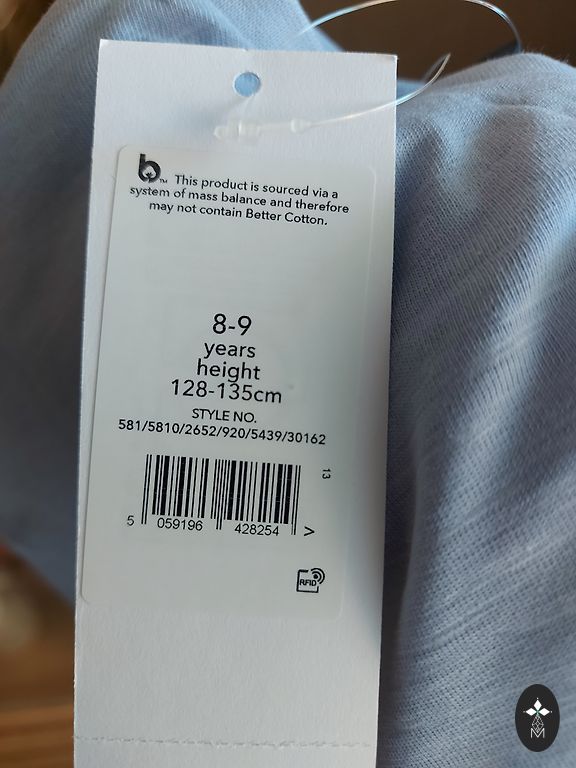 b™ This product is sourced via a
system of mass balance and therefore
may not contain Better Cotton.
8-9
years
height
128-135cm
STYLE NO.
581/5810/2652/920/5439/30162
13
5 059196 428254 >
RFID
M